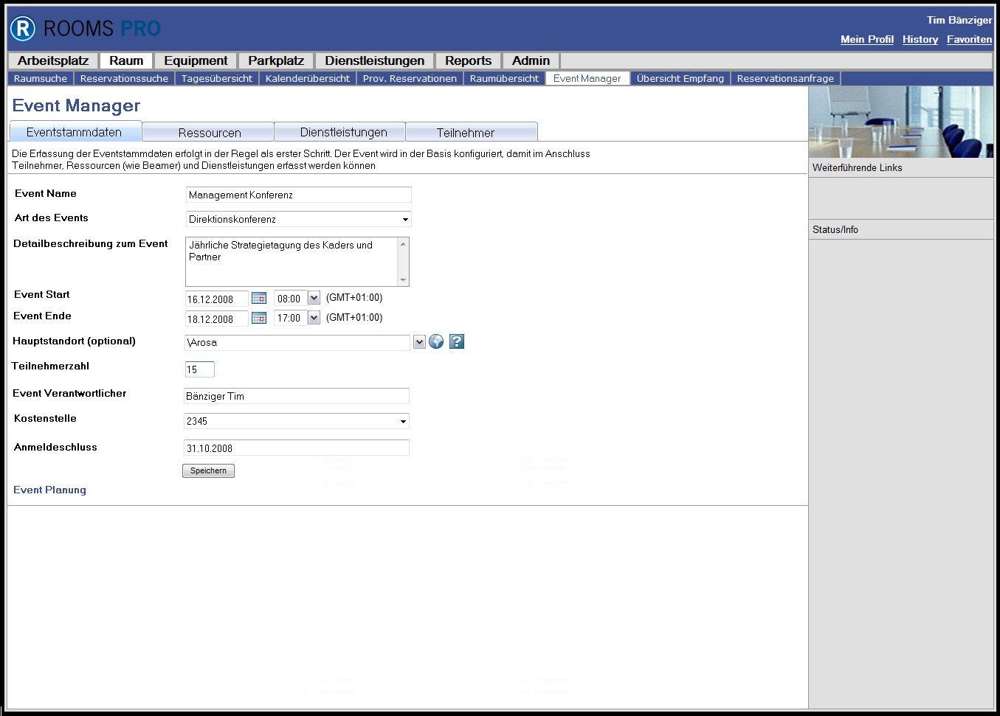 R ROOMS PRO
Tim Bänziger
Mein Profil History Favoriten
Arbeitsplatz Raum Equipment Parkplatz Dienstleistungen Reports Admin
Raumsuche Reservationssuche Tagesübersicht Kalenderübersicht Prov. Reservationen Raumübersicht Event Manager Übersicht Empfang Reservationsanfrage
Event Manager
Eventstammdaten Ressourcen Dienstleistungen Teilnehmer
Die Erfassung der Eventstammdaten erfolgt in der Regel als erster Schritt. Der Event wird in der Basis konfiguriert, damit im Anschluss
Teilnehmer, Ressourcen (wie Beamer) und Dienstleistungen erfasst werden können
Event Name Management Konferenz
Art des Events Direktionskonferenz
Detailbeschreibung zum Event Jährliche Strategietagung des Kaders und
Partner
Event Start 16.12.2008 08:00 (GMT+01:00)
Event Ende 18.12.2008 17:00 (GMT+01:00)
Hauptstandort (optional) \Arosa ?
Teilnehmerzahl 15
Event Verantwortlicher Bänziger Tim
Kostenstelle 2345
Anmeldeschluss 31.10.2008
Speichern
Event Planung
Weiterführende Links
Status/Info